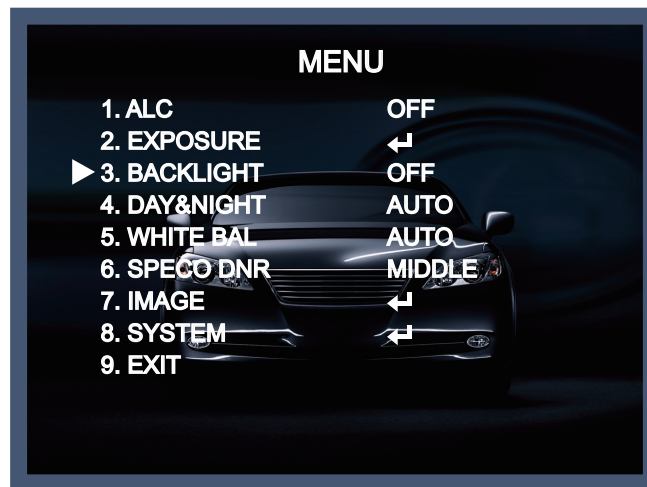 MENU
1. ALC OFF
2. EXPOSURE ↵
3. BACKLIGHT OFF
4. DAY&NIGHT AUTO
5. WHITE BAL AUTO
6. SPECO DNR MIDDLE
7. IMAGE ↵
8. SYSTEM ↵
9. EXIT